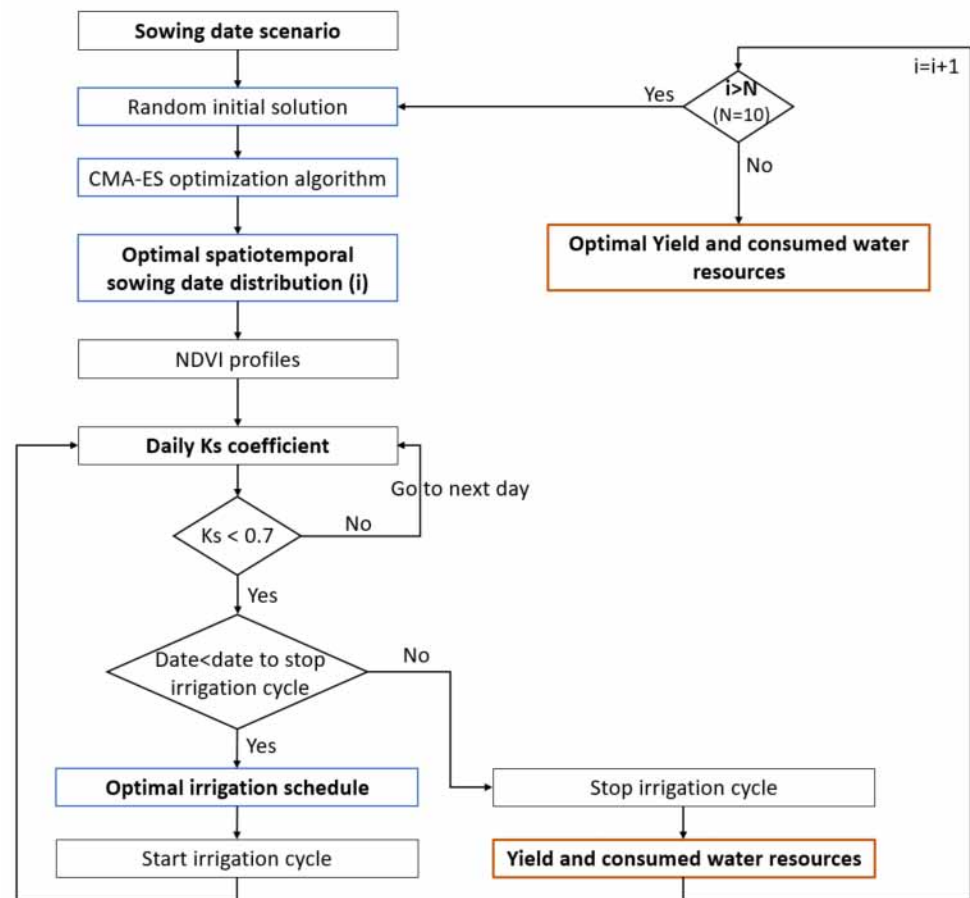 Sowing date scenario
i=i+1
Random initial solution
Yes
i>N
(N=10)
CMA-ES optimization algorithm
No
Optimal spatiotemporal
sowing date distribution (i)
Optimal Yield and consumed water
resources
NDVI profiles
Daily Ks coefficient
Go to next day
Ks < 0.7
No
Yes
Date<date to stop
irrigation cycle
No
Yes
Optimal irrigation schedule
Stop irrigation cycle
Start irrigation cycle
Yield and consumed water resources